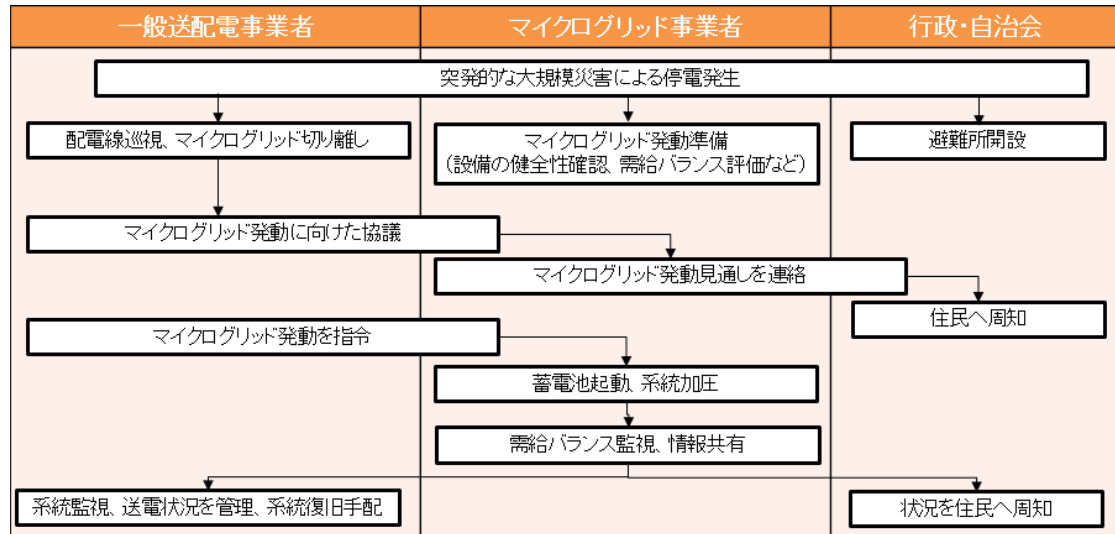 一般送配電事業者
マイクログリッド事業者
行政・自治会
突発的な大規模災害による停電発生
配電線巡視、マイクログリッド切り離し
マイクログリッド発動準備
(設備の健全性確認、需給バランス評価など)
避難所開設
マイクログリッド発動に向けた協議
マイクログリッド発動見通しを連絡
住民へ周知
マイクログリッド発動を指令
蓄電池起動、系統加圧
需給バランス監視、情報共有
系統監視、送電状況を管理、系統復旧手配
状況を住民へ周知